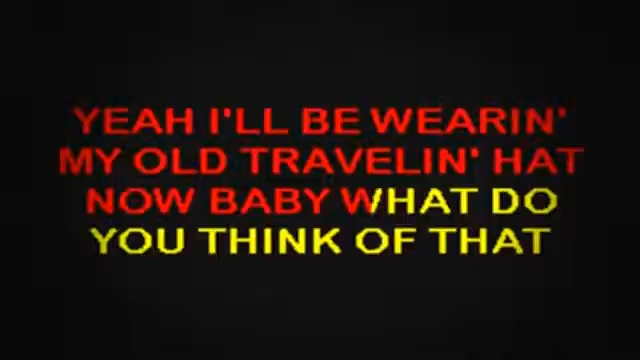 YEAH I'LL BE WEARIN'
MY OLD TRAVELIN' HAT
NOW BABY WHAT DO
YOU THINK OF THAT